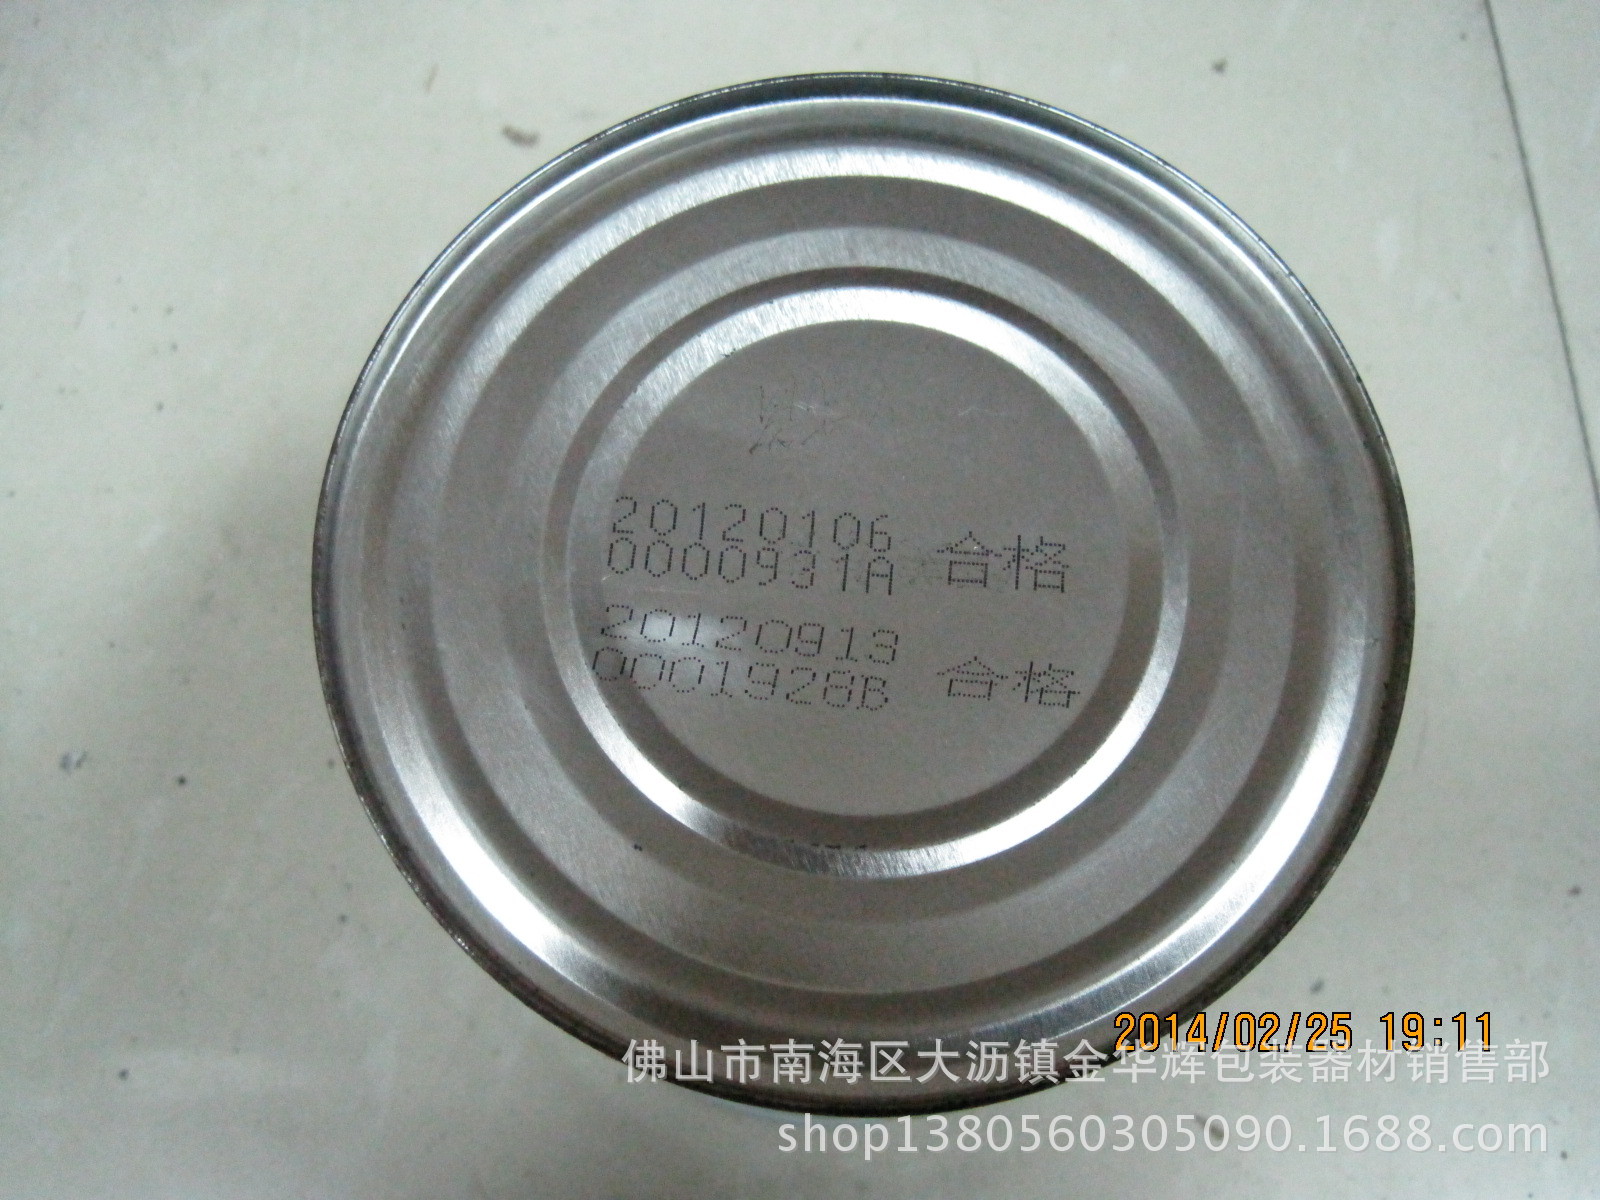 20120106
0000931A 合格
20120913
0001928B 合格
2014/02/25 19:11
佛山市南海区大沥镇金华辉包装器材销售部
shop1380560305090.1688.com